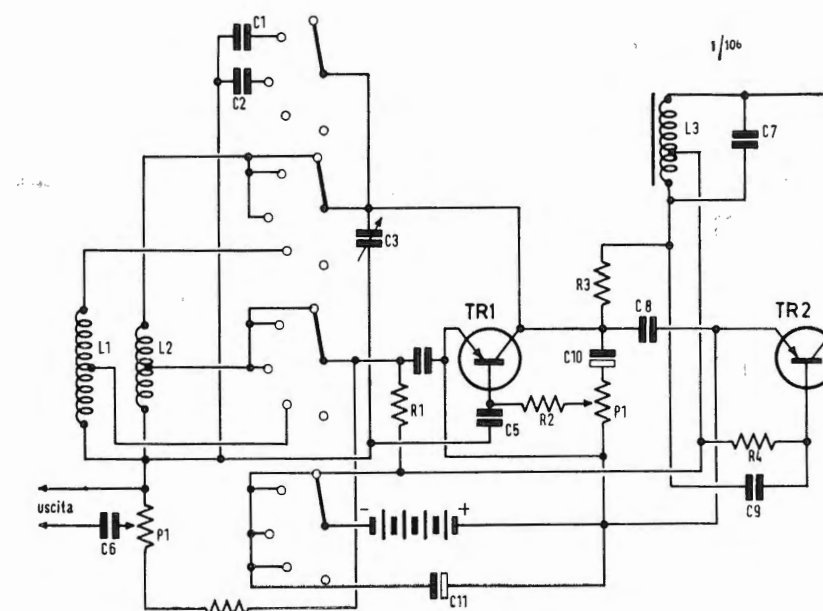 C1
1/106
C2
L3
C7
C3
R3
TR1
C8
TR2
L1
L2
C10
R1
P1
C5
R2
R4
uscita
-
+
C9
C6
P1
C11